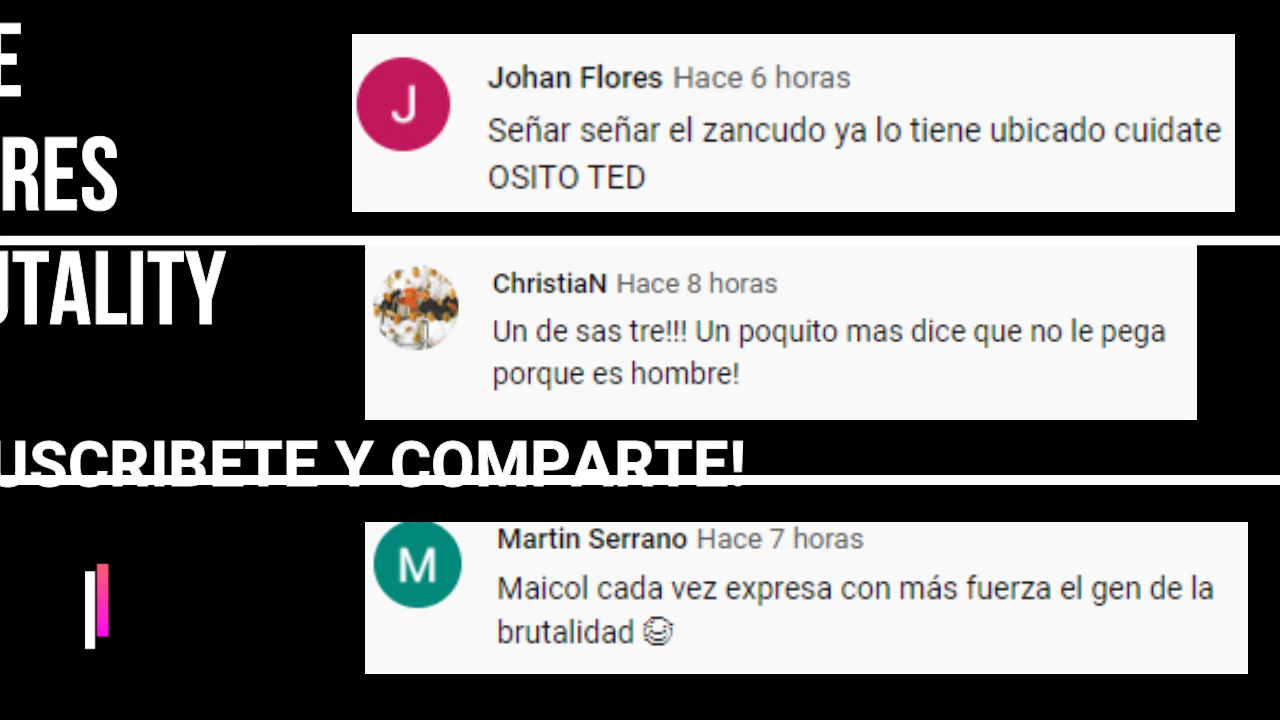 E
RES
UTALITY
USCRIBETE Y COMPARTE!
J
Johan Flores Hace 6 horas
Señar señar el zancudo ya lo tiene ubicado cuidate
OSITO TED
ChristiaN Hace 8 horas
Un de sas tre!!! Un poquito mas dice que no le pega
porque es hombre!
M
Martin Serrano Hace 7 horas
Maicol cada vez expresa con más fuerza el gen de la
brutalidad 😂